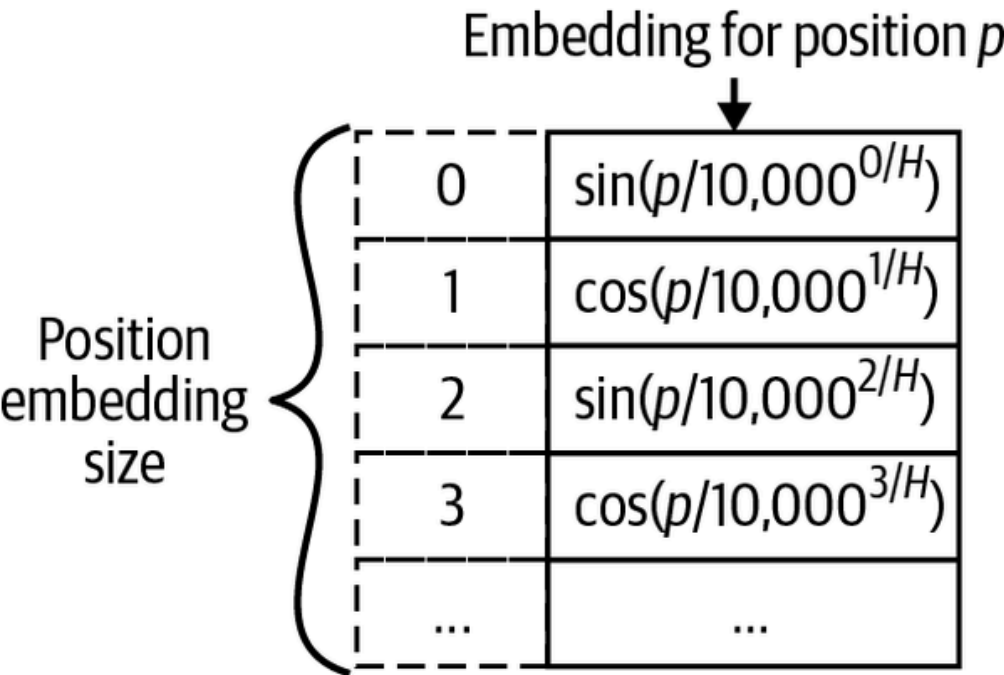 Embedding for position p
0 sin(p/10,000^0/H)
1 cos(p/10,000^1/H)
Position
embedding
size
2 sin(p/10,000^2/H)
3 cos(p/10,000^3/H)
... ...